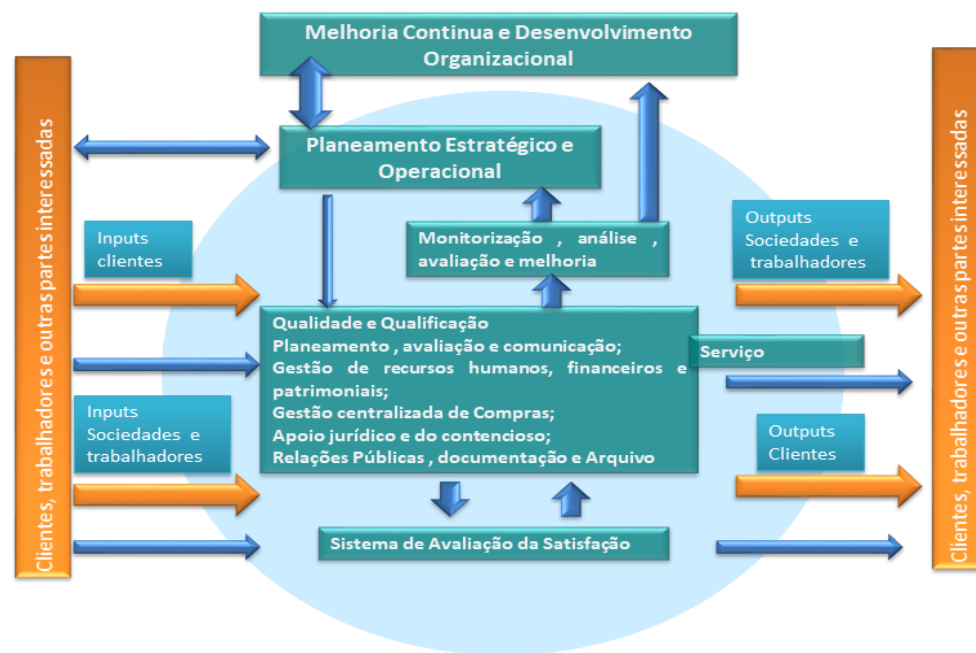 Melhoria Continua e Desenvolvimento
Organizacional
Clientes, trabalhadores e outras partes interessadas
Planeamento Estratégico e
Operacional
Inputs
clientes
Monitorização , análise ,
avaliação e melhoria
Outputs
Sociedades e
trabalhadores
Qualidade e Qualificação
Planeamento , avaliação e comunicação;
Gestão de recursos humanos, financeiros e
patrimoniais;
Gestão centralizada de Compras;
Apoio jurídico e do contencioso;
Relações Públicas , documentação e Arquivo
Serviço
Inputs
Sociedades e
trabalhadores
Outputs
Clientes
Sistema de Avaliação da Satisfação
Clientes, trabalhadores e outras partes interessadas